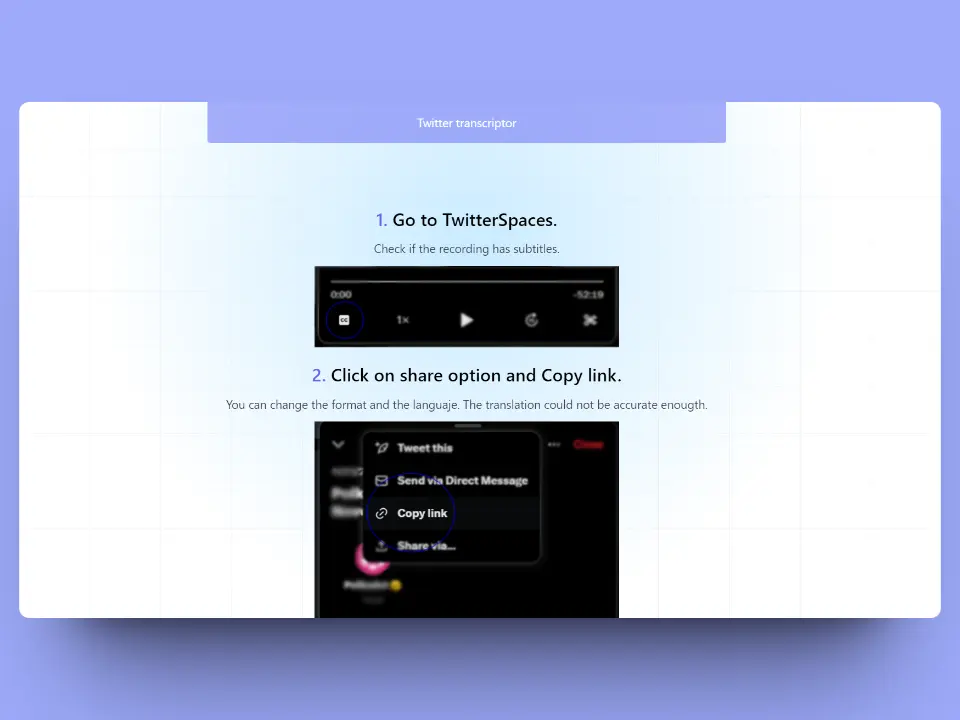 Twitter transcriptor
1. Go to TwitterSpaces.
Check if the recording has subtitles.
0:00
-52:19
CC
1×
2. Click on share option and Copy link.
You can change the format and the languaje. The translation could not be accurate enougth.
Tweet this
Close
Send via Direct Message
Copy link
Share via...